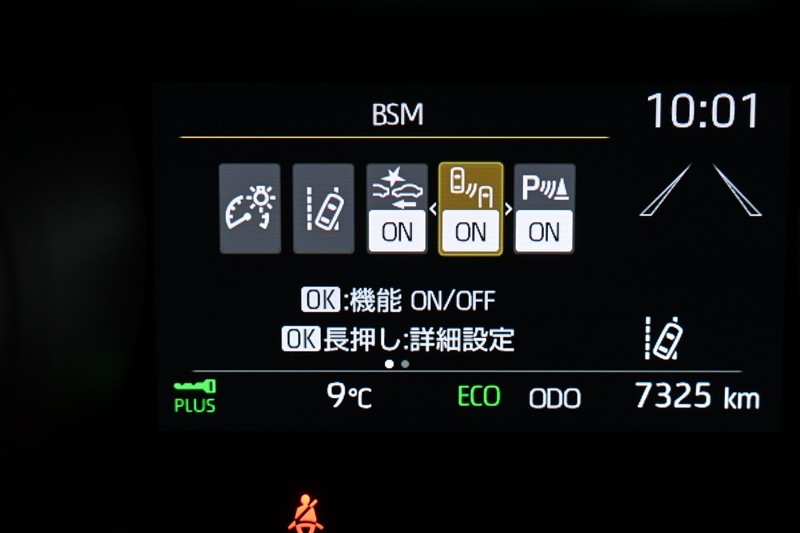 BSM
10:01
ON ON P ON
OK:機能 ON/OFF
OK長押し:詳細設定
PLUS 9℃ ECO ODO 7325 km